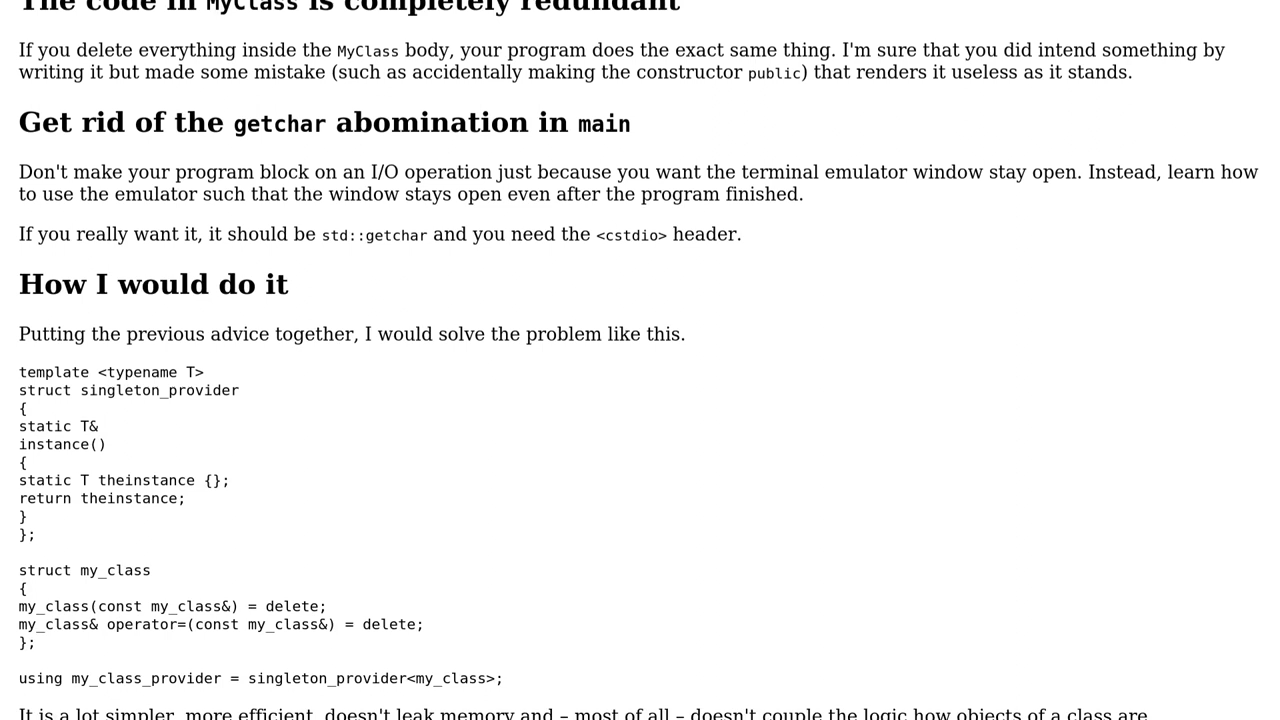 The code in MyClass is completely redundant
If you delete everything inside the MyClass body, your program does the exact same thing. I'm sure that you did intend something by
writing it but made some mistake (such as accidentally making the constructor public) that renders it useless as it stands.
Get rid of the getchar abomination in main
Don't make your program block on an I/O operation just because you want the terminal emulator window stay open. Instead, learn how
to use the emulator such that the window stays open even after the program finished.
If you really want it, it should be std::getchar and you need the <cstdio> header.
How I would do it
Putting the previous advice together, I would solve the problem like this.
template <typename T>
struct singleton_provider
{
static T&
instance()
{
static T theinstance {};
return theinstance;
}
};
struct my_class
{
my_class(const my_class&) = delete;
my_class& operator=(const my_class&) = delete;
};
using my_class_provider = singleton_provider<my_class>;
It is a lot simpler, more efficient, doesn't leak memory and – most of all – doesn't couple the logic how objects of a class are